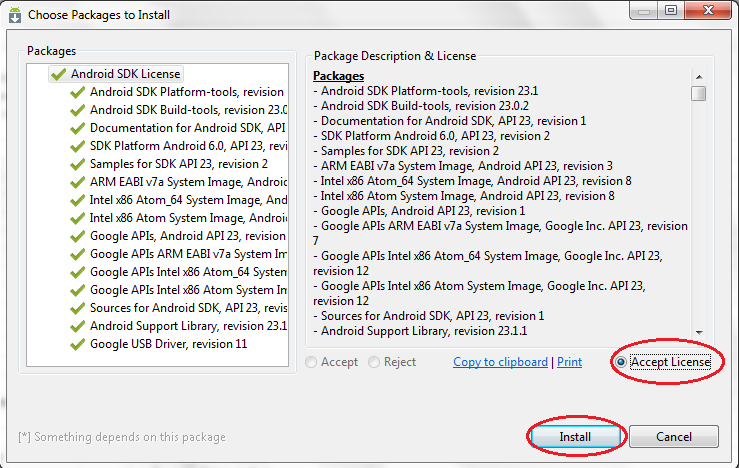 Choose Packages to Install
Packages
Android SDK License
Android SDK Platform-tools, revision
Android SDK Build-tools, revision 23.0.
Documentation for Android SDK, API
SDK Platform Android 6.0, API 23, revis
Samples for SDK API 23, revision 2
ARM EABI v7a System Image, Android
Intel x86 Atom_64 System Image, And
Intel x86 Atom System Image, Android
Google APIs, Android API 23, revision
Google APIs ARM EABI v7a System Im
Google APIs Intel x86 Atom_64 System
Google APIs Intel x86 Atom System Im
Sources for Android SDK, API 23, revis
Android Support Library, revision 23.1
Google USB Driver, revision 11
Package Description & License
Packages
- Android SDK Platform-tools, revision 23.1
- Android SDK Build-tools, revision 23.0.2
- Documentation for Android SDK, API 23, revision 1
- SDK Platform Android 6.0, API 23, revision 2
- Samples for SDK API 23, revision 2
- ARM EABI v7a System Image, Android API 23, revision 3
- Intel x86 Atom_64 System Image, Android API 23, revision 8
- Intel x86 Atom System Image, Android API 23, revision 8
- Google APIs, Android API 23, revision 1
- Google APIs ARM EABI v7a System Image, Google Inc. API 23, revision
7
- Google APIs Intel x86 Atom_64 System Image, Google Inc. API 23,
revision 12
- Google APIs Intel x86 Atom System Image, Google Inc. API 23,
revision 12
- Sources for Android SDK, API 23, revision 1
- Android Support Library, revision 23.1.1
Accept Reject Copy to clipboard | Print Accept License
[*] Something depends on this package
Install Cancel